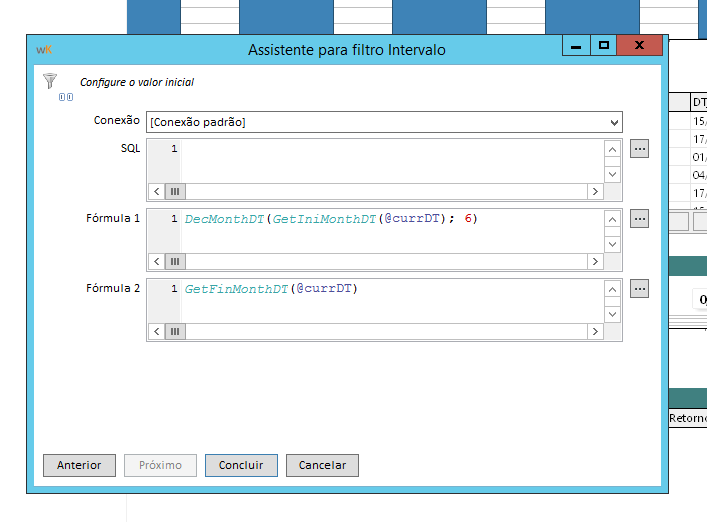 wK
Assistente para filtro Intervalo
Configure o valor inicial
Conexão [Conexão padrão]
SQL 1
...
Fórmula 1 1 DecMonthDT(GetIniMonthDT(@currDT); 6)
...
Fórmula 2 1 GetFinMonthDT(@currDT)
...
Anterior Próximo Concluir Cancelar
DT
15/
17/
01/
04/
17/
0,
Retorno